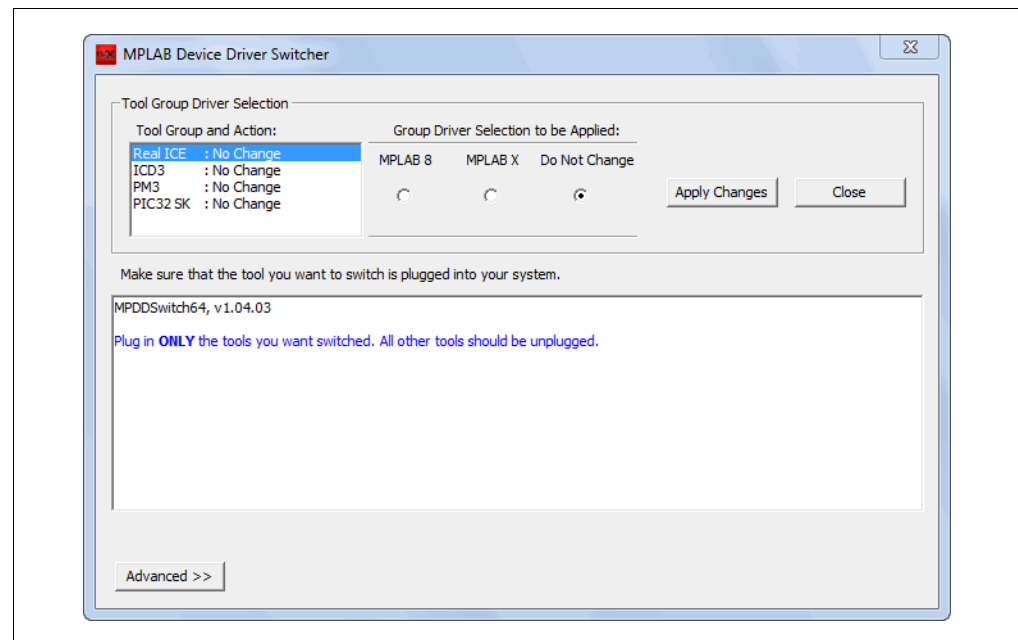 MPLAB Device Driver Switcher
Tool Group Driver Selection
Tool Group and Action:
Group Driver Selection to be Applied:
Real ICE : No Change
ICD3 : No Change
PM3 : No Change
PIC32 SK : No Change
MPLAB 8 MPLAB X Do Not Change
Apply Changes
Close
Make sure that the tool you want to switch is plugged into your system.
MPDDSwitch64, v1.04.03
Plug in ONLY the tools you want switched. All other tools should be unplugged.
Advanced >>